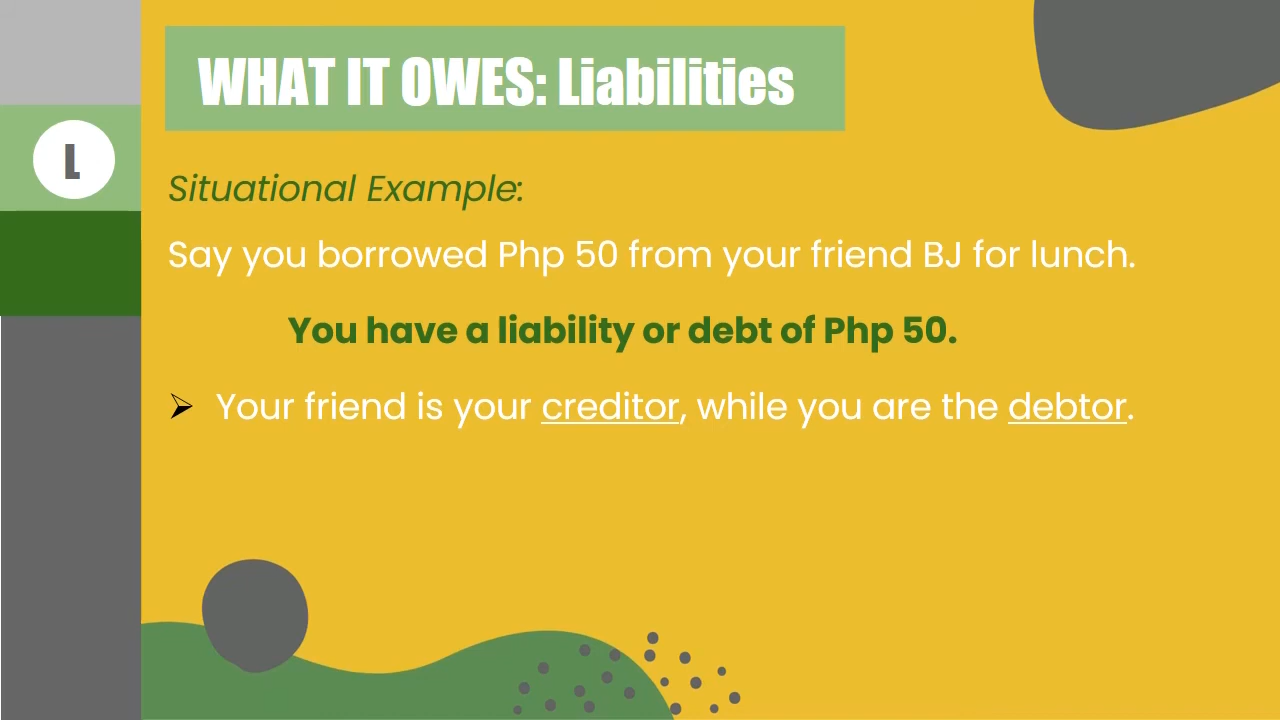 WHAT IT OWES: Liabilities
L
Situational Example:
Say you borrowed Php 50 from your friend BJ for lunch.
You have a liability or debt of Php 50.
➢ Your friend is your creditor, while you are the debtor.